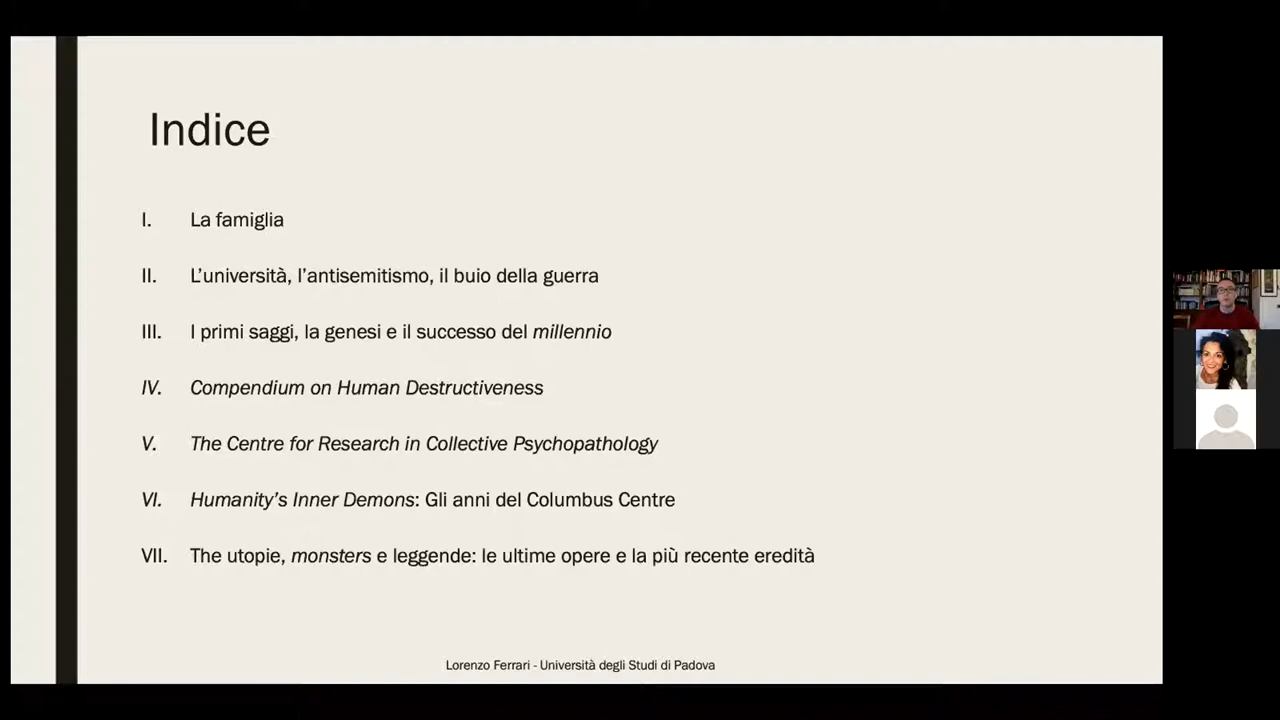 Indice
I. La famiglia
II. L’università, l’antisemitismo, il buio della guerra
III. I primi saggi, la genesi e il successo del millennio
IV. Compendium on Human Destructiveness
V. The Centre for Research in Collective Psychopathology
VI. Humanity’s Inner Demons: Gli anni del Columbus Centre
VII. The utopie, monsters e leggende: le ultime opere e la più recente eredità
Lorenzo Ferrari - Università degli Studi di Padova